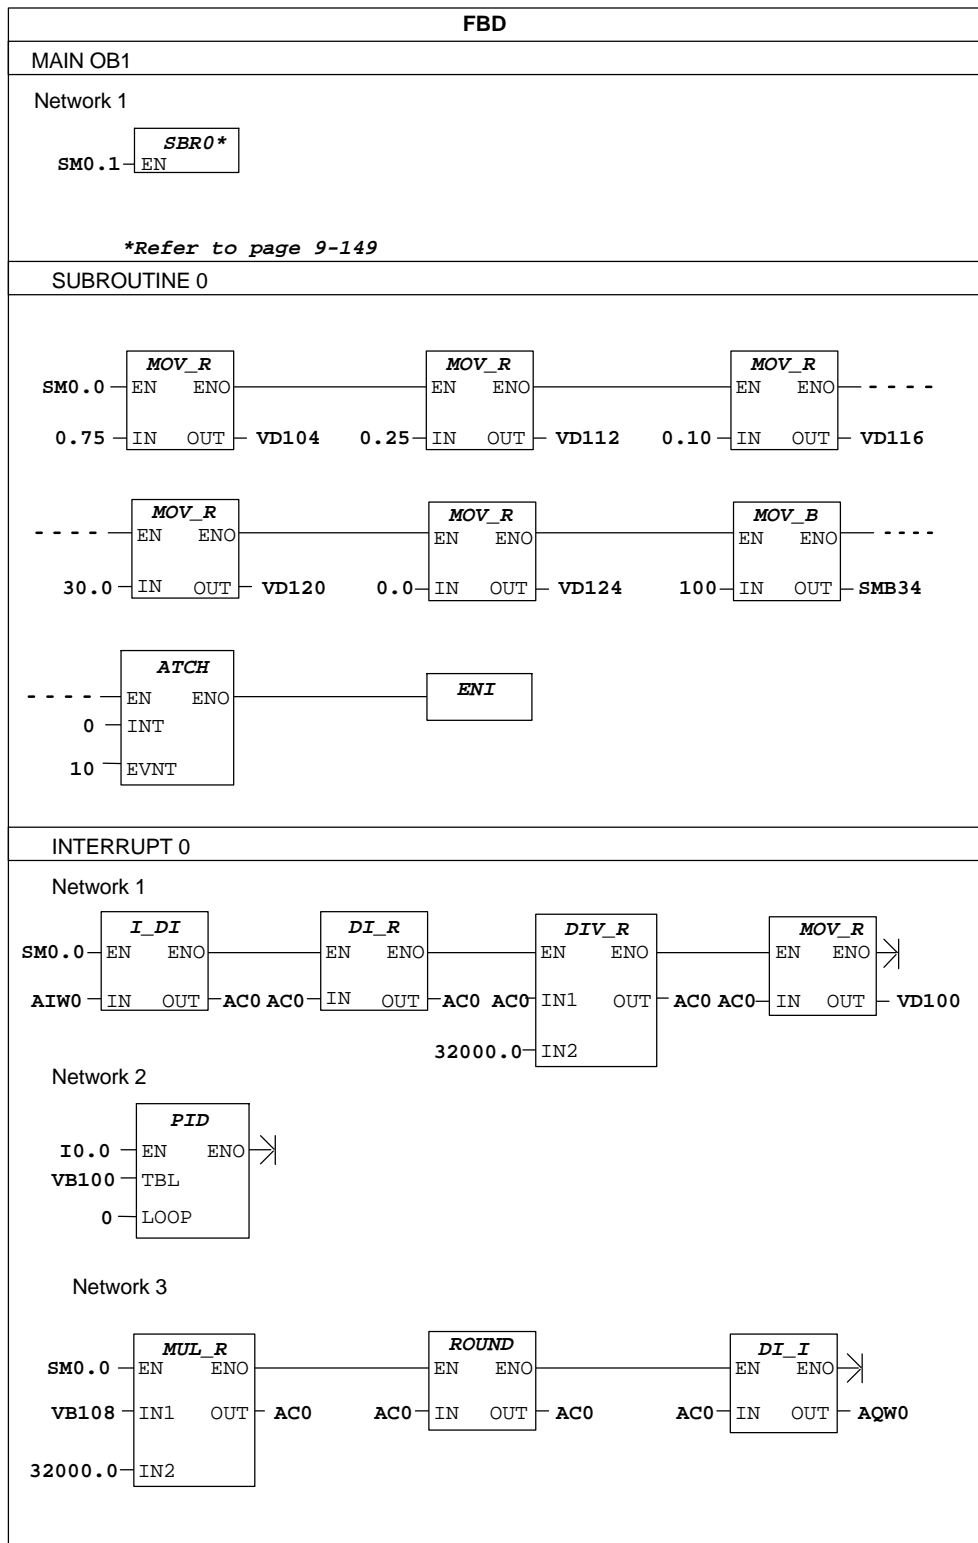 FBD
MAIN OB1
Network 1
SBR0*
SM0.1 EN
*Refer to page 9-149
SUBROUTINE 0
MOV_R MOV_R MOV_R
SM0.0 EN ENO EN ENO EN ENO - - - -
0.75 IN OUT VD104 0.25 IN OUT VD112 0.10 IN OUT VD116
MOV_R MOV_R MOV_B
- - - - EN ENO EN ENO EN ENO - - - -
30.0 IN OUT VD120 0.0 IN OUT VD124 100 IN OUT SMB34
ATCH ENI
- - - - EN ENO
0 INT
10 EVNT
INTERRUPT 0
Network 1
I_DI DI_R DIV_R MOV_R
SM0.0 EN ENO EN ENO EN ENO EN ENO
AIW0 IN OUT AC0 AC0 IN OUT AC0 AC0 IN1 OUT AC0 AC0 IN OUT VD100
32000.0 IN2
Network 2
PID
I0.0 EN ENO
VB100 TBL
0 LOOP
Network 3
MUL_R ROUND DI_I
SM0.0 EN ENO EN ENO EN ENO
VB108 IN1 OUT AC0 AC0 IN OUT AC0 AC0 IN OUT AQW0
32000.0 IN2